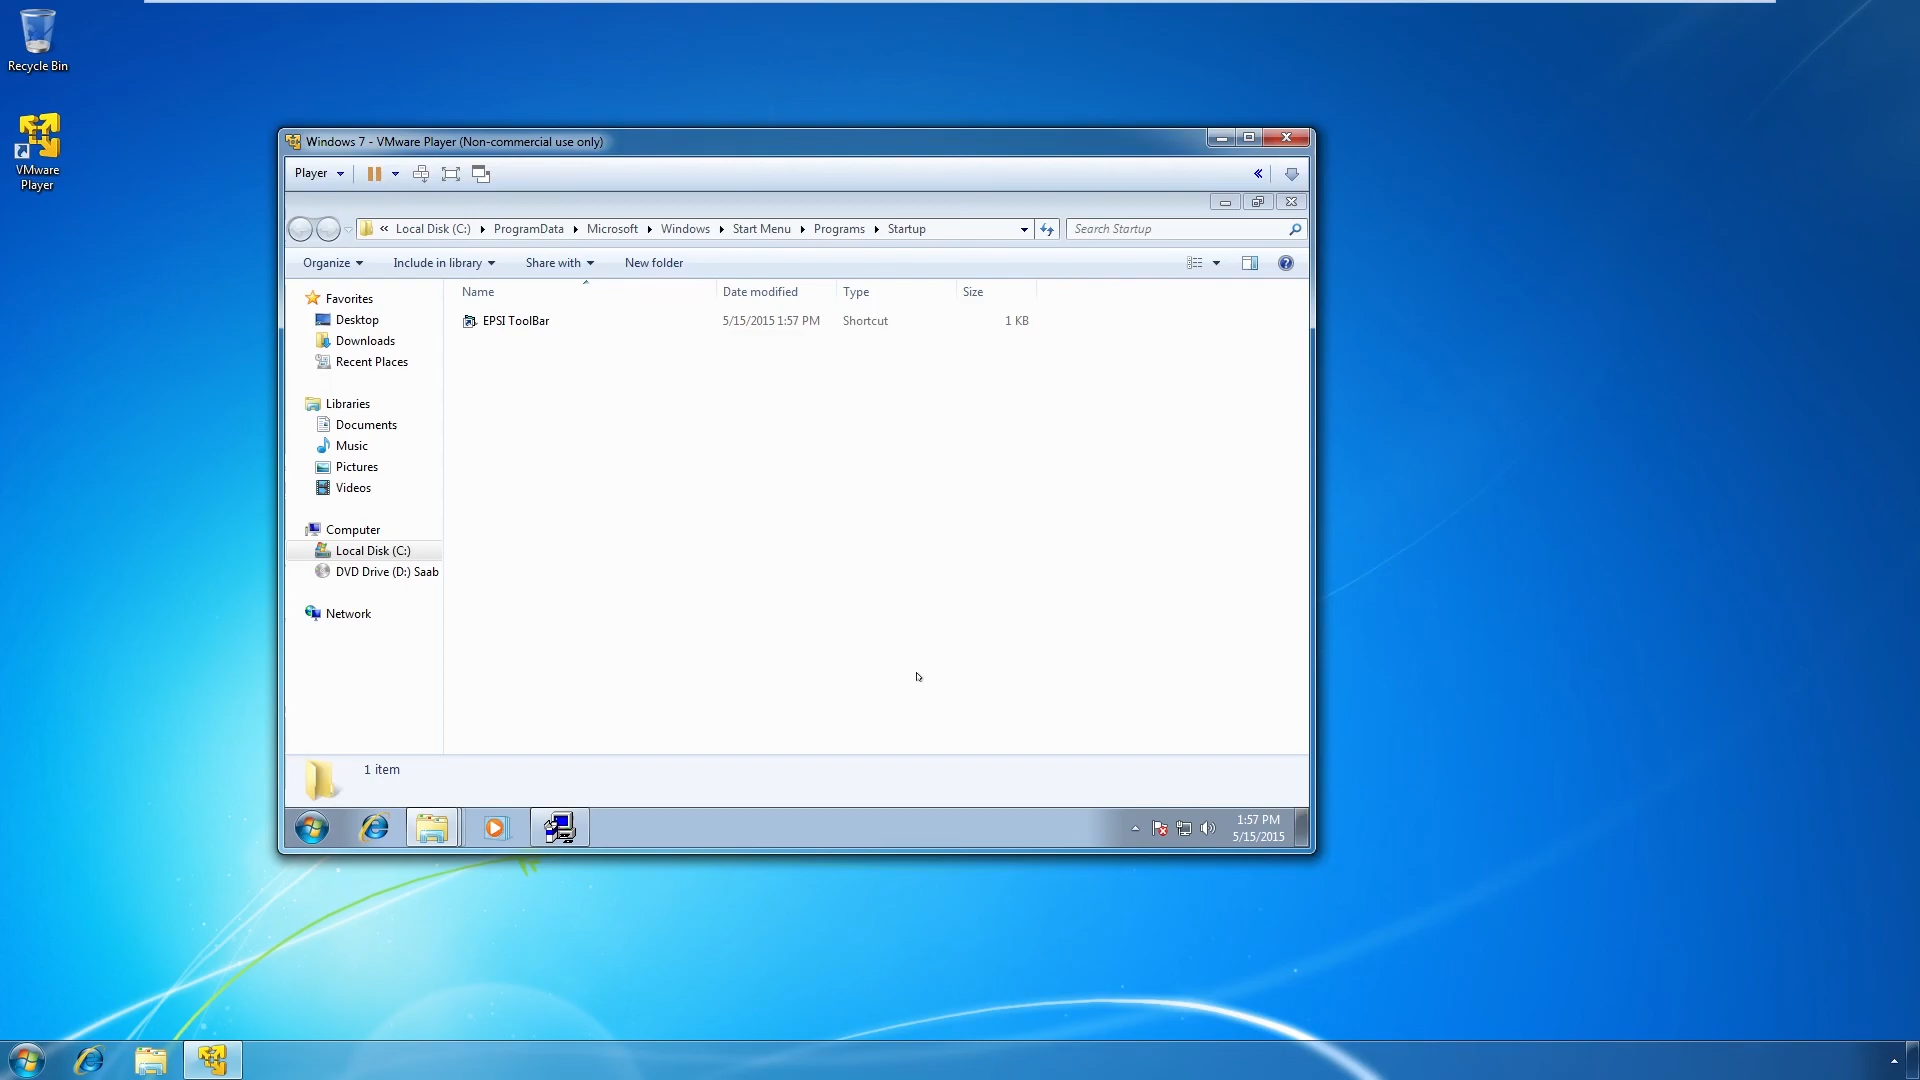 Recycle Bin
VMware
Player
Windows 7 - VMware Player (Non-commercial use only)
Player
« Local Disk (C:) ProgramData Microsoft Windows Start Menu Programs Startup
Search Startup
Organize Include in library Share with New folder
Name Date modified Type Size
EPSI ToolBar 5/15/2015 1:57 PM Shortcut 1 KB
Favorites
Desktop
Downloads
Recent Places
Libraries
Documents
Music
Pictures
Videos
Computer
Local Disk (C:)
DVD Drive (D:) Saab
Network
1 item
1:57 PM
5/15/2015